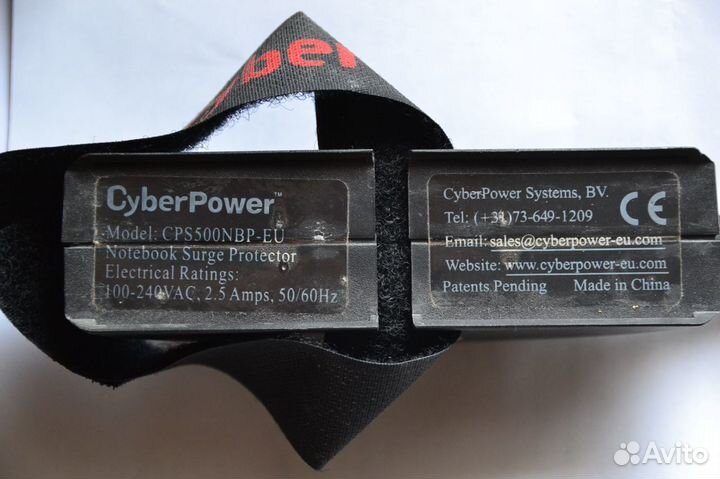 yber
CyberPower™
Model: CPS500NBP-EU
Notebook Surge Protector
Electrical Ratings:
100-240VAC, 2.5 Amps, 50/60Hz
CyberPower Systems, BV.
Tel: (+31)73-649-1209
CE
Email: sales@cyberpower-eu.com
Website: www.cyberpower-eu.com
Patents Pending Made in China
Avito